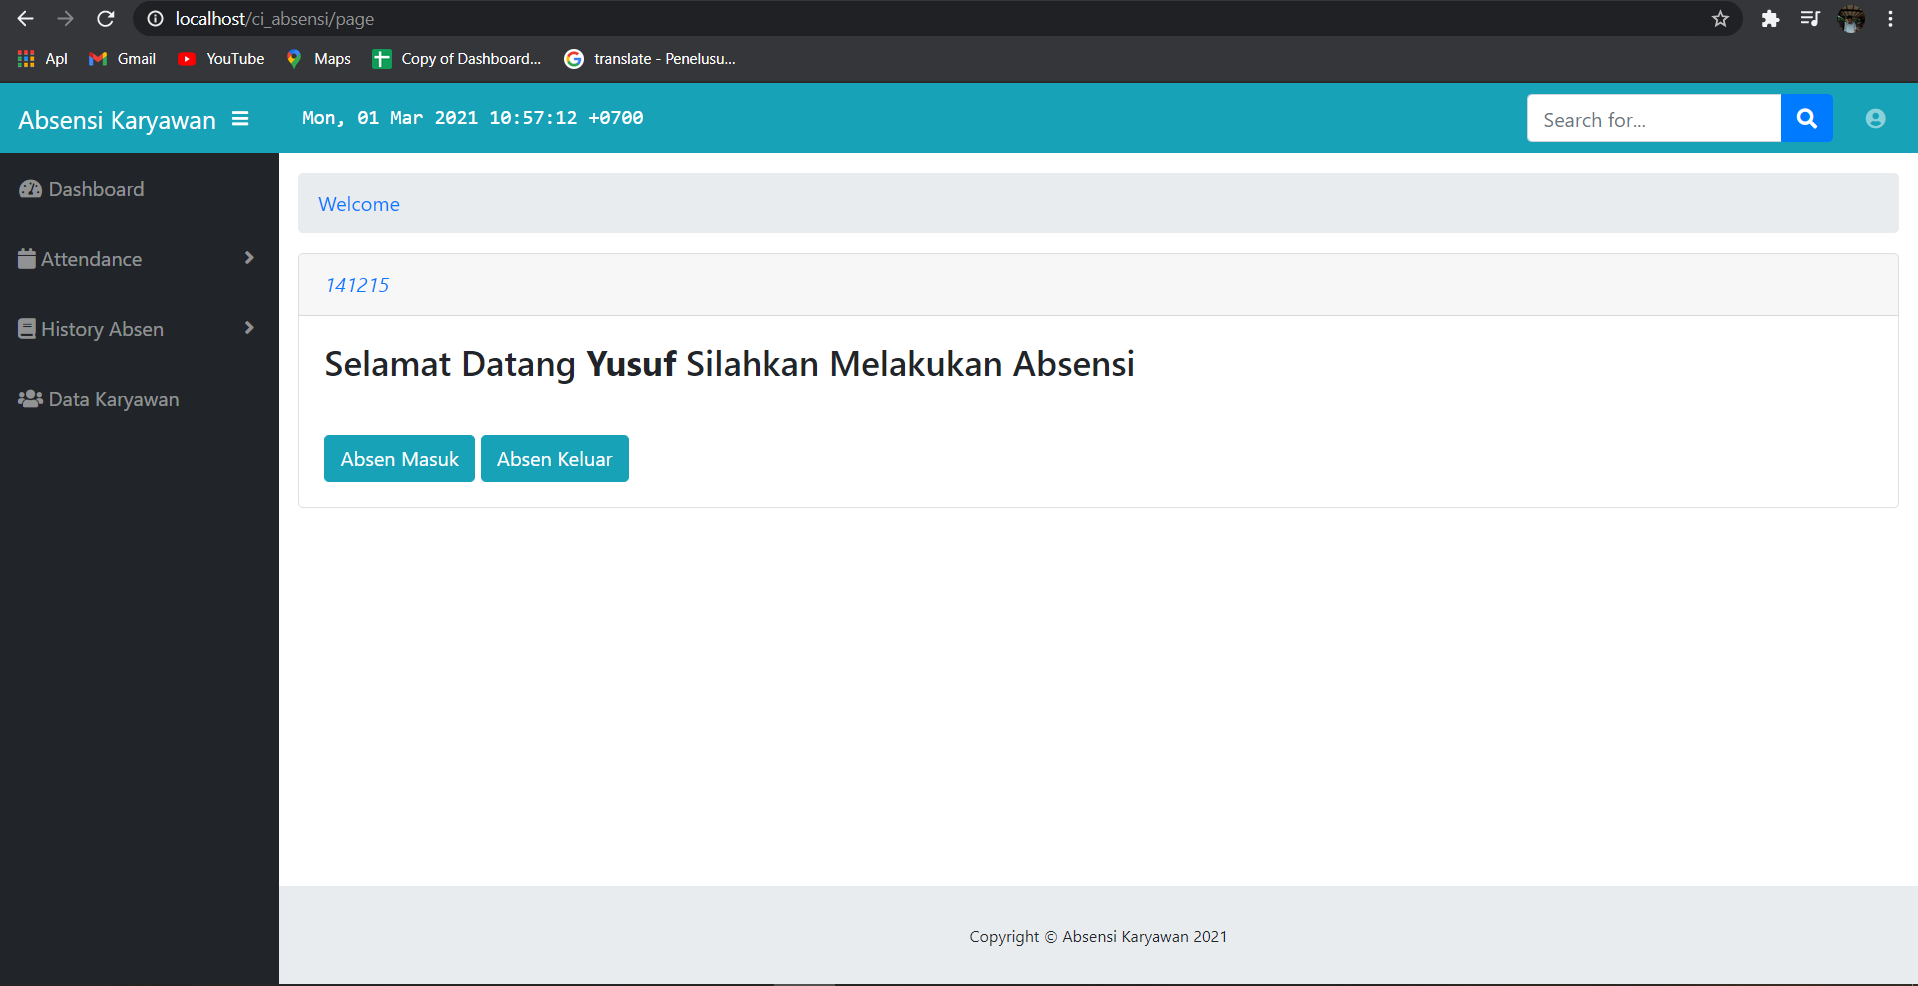 localhost/ci_absensi/page
Apl Gmail YouTube Maps Copy of Dashboard... translate - Penelusu...
Absensi Karyawan Mon, 01 Mar 2021 10:57:12 +0700 Search for...
Dashboard
Attendance
History Absen
Data Karyawan
Welcome
141215
Selamat Datang Yusuf Silahkan Melakukan Absensi
Absen Masuk Absen Keluar
Copyright © Absensi Karyawan 2021